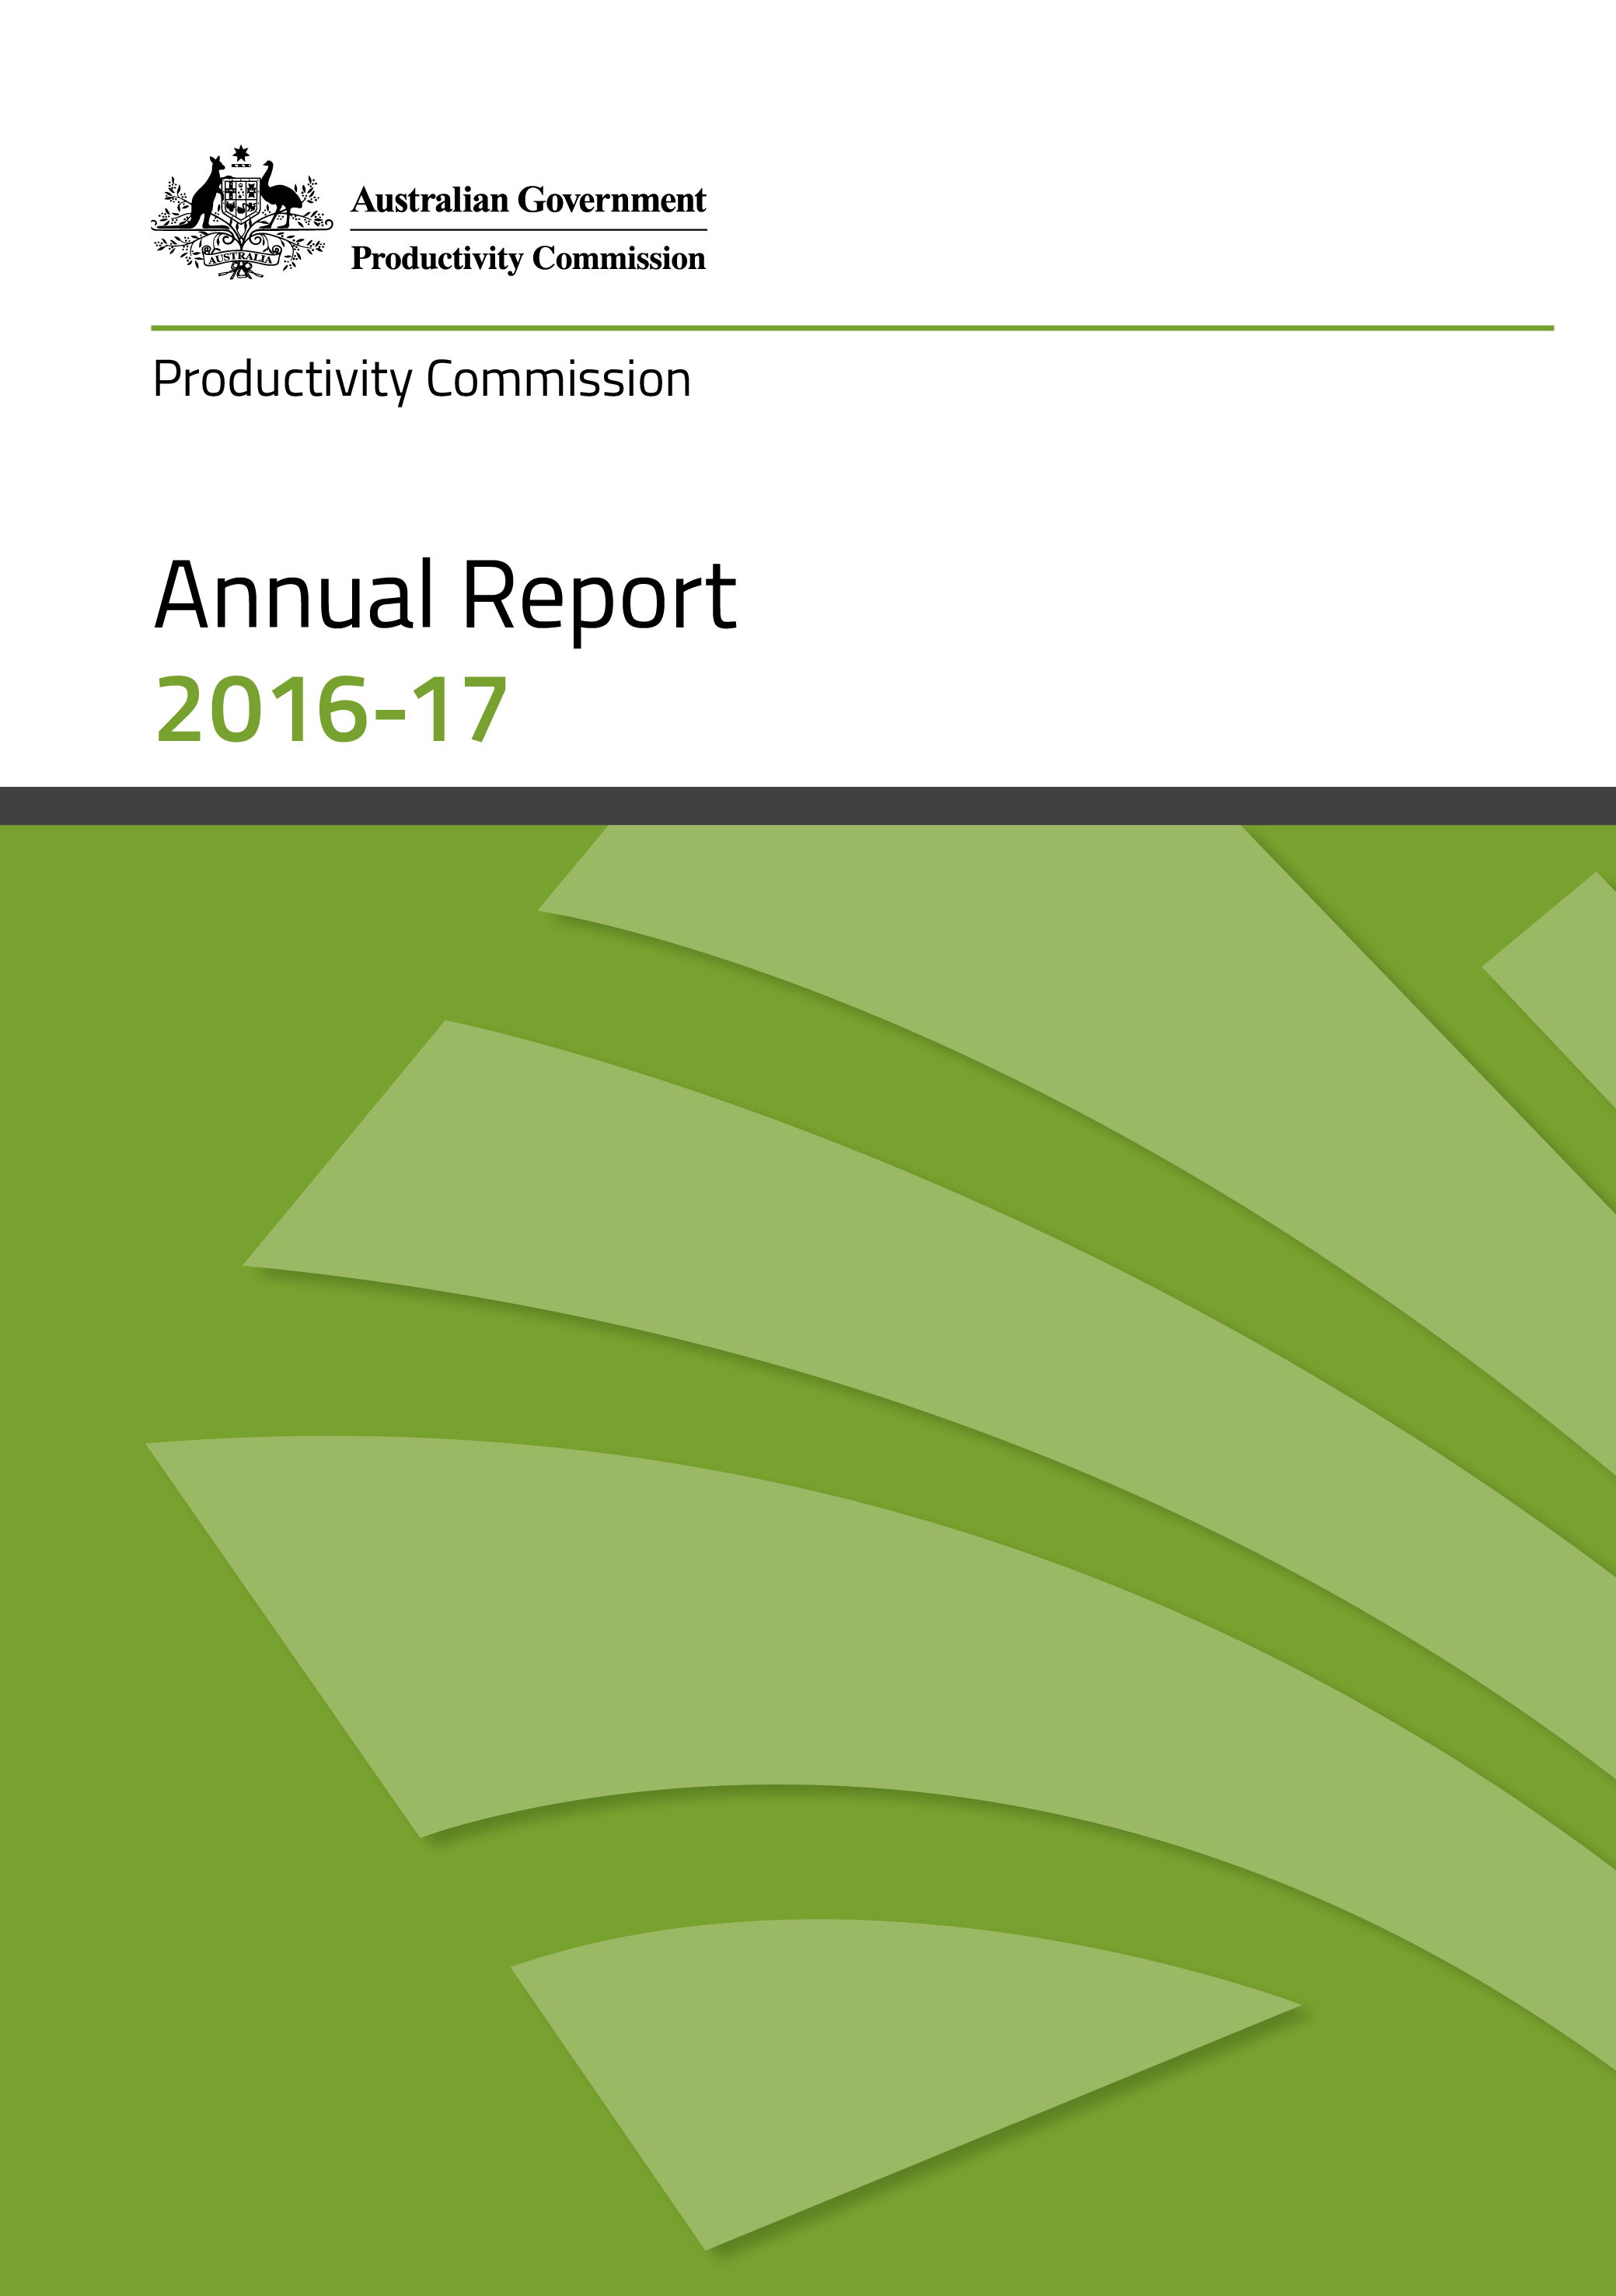 Australian Government
Productivity Commission
AUSTRALIA
Productivity Commission
Annual Report
2016-17